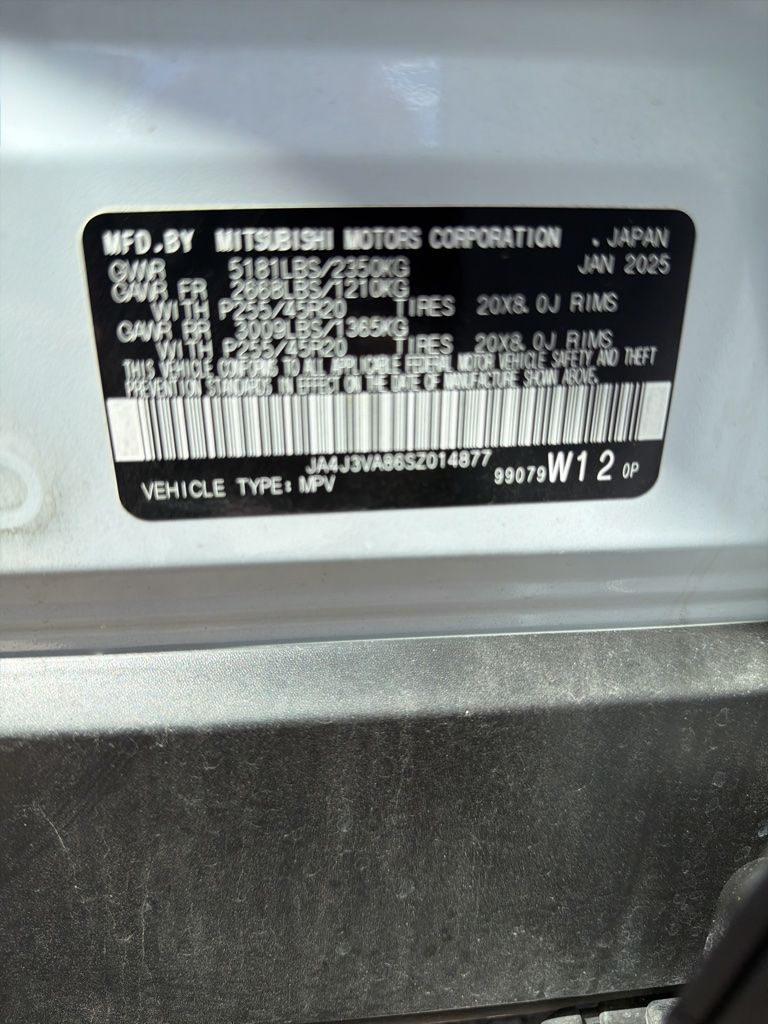 MFD.BY MITSUBISHI MOTORS CORPORATION . JAPAN
GVWR 5181LBS/2350KG JAN 2025
GAWR FR 2668LBS/1210KG
WITH P255/45R20 TIRES 20X8.0J RIMS
GAWR RR 3009LBS/1365KG
WITH P255/45R20 TIRES 20X8.0J RIMS
THIS VEHICLE CONFORMS TO ALL APPLICABLE FEDERAL MOTOR VEHICLE SAFETY AND THEFT
PREVENTION STANDARDS IN EFFECT ON THE DATE OF MANUFACTURE SHOWN ABOVE.
JA4J3VA86SZ014877
VEHICLE TYPE: MPV 99079W12 0P